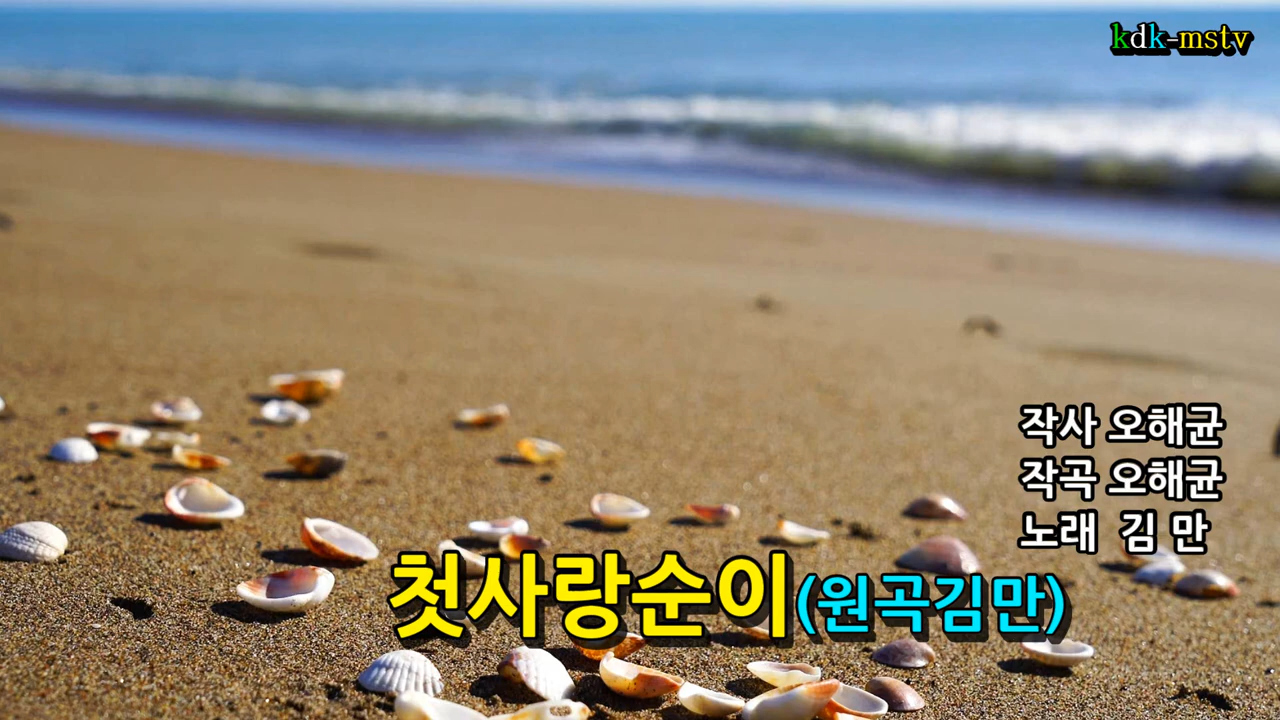 kdk-mstv
작사 오해균
작곡 오해균
노래 김 만
첫사랑순이(원곡김만)